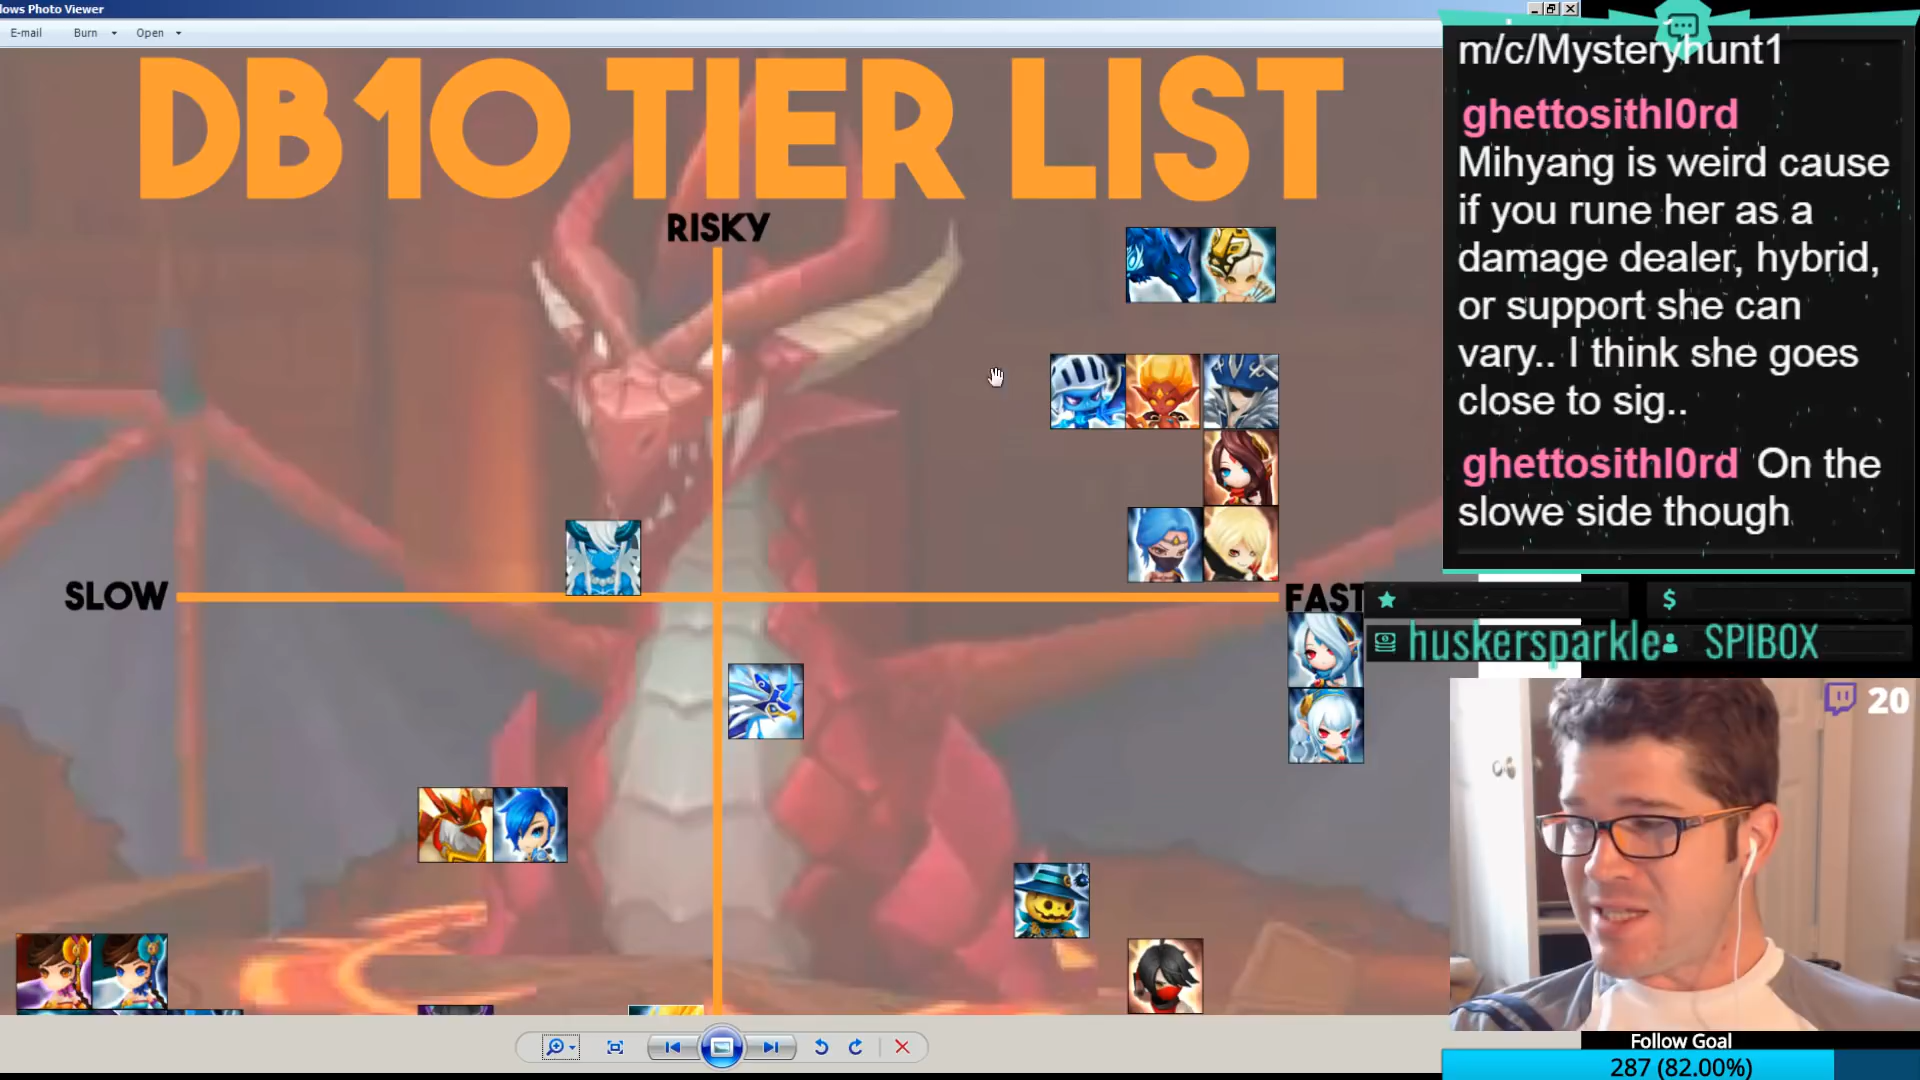 lows Photo Viewer
E-mail Burn Open
DB10 TIER LIST
RISKY
SLOW
FAST
m/c/Mysteryhunt1
ghettosithl0rd
Mihyang is weird cause
if you rune her as a
damage dealer, hybrid,
or support she can
vary.. I think she goes
close to sig..
ghettosithl0rd On the
slowe side though
$
huskersparkle SPIBOX
20
Follow Goal
287 (82.00%)